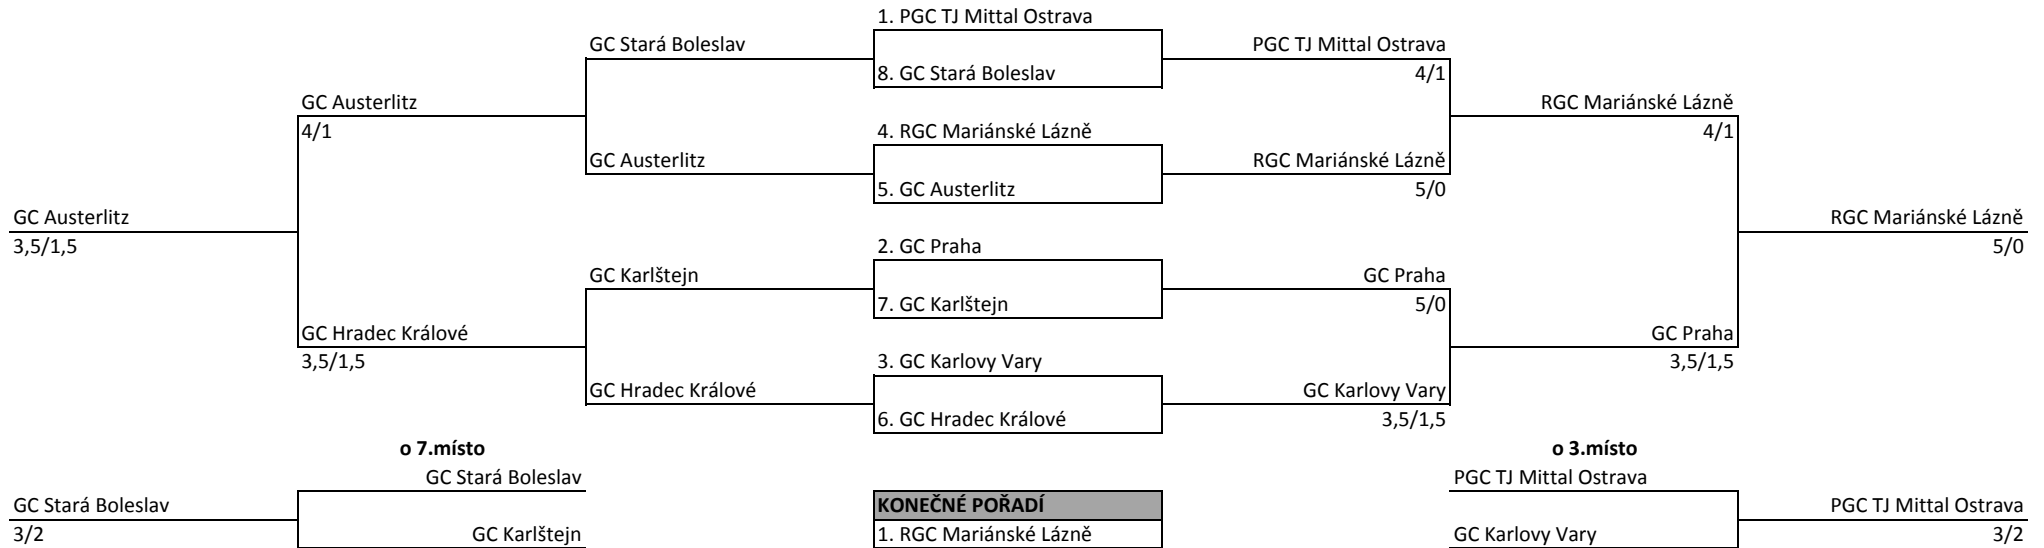 1. PGC TJ Mittal Ostrava
GC Stará Boleslav PGC TJ Mittal Ostrava
8. GC Stará Boleslav 4/1
GC Austerlitz RGC Mariánské Lázně
4/1 4. RGC Mariánské Lázně 4/1
GC Austerlitz RGC Mariánské Lázně
5. GC Austerlitz 5/0
GC Austerlitz RGC Mariánské Lázně
3,5/1,5 2. GC Praha 5/0
GC Karlštejn GC Praha
7. GC Karlštejn 5/0
GC Hradec Králové GC Praha
3,5/1,5 3. GC Karlovy Vary 3,5/1,5
GC Hradec Králové GC Karlovy Vary
6. GC Hradec Králové 3,5/1,5
o 7.místo o 3.místo
GC Stará Boleslav PGC TJ Mittal Ostrava
GC Stará Boleslav KONEČNÉ POŘADÍ PGC TJ Mittal Ostrava
3/2 GC Karlštejn 1. RGC Mariánské Lázně GC Karlovy Vary 3/2